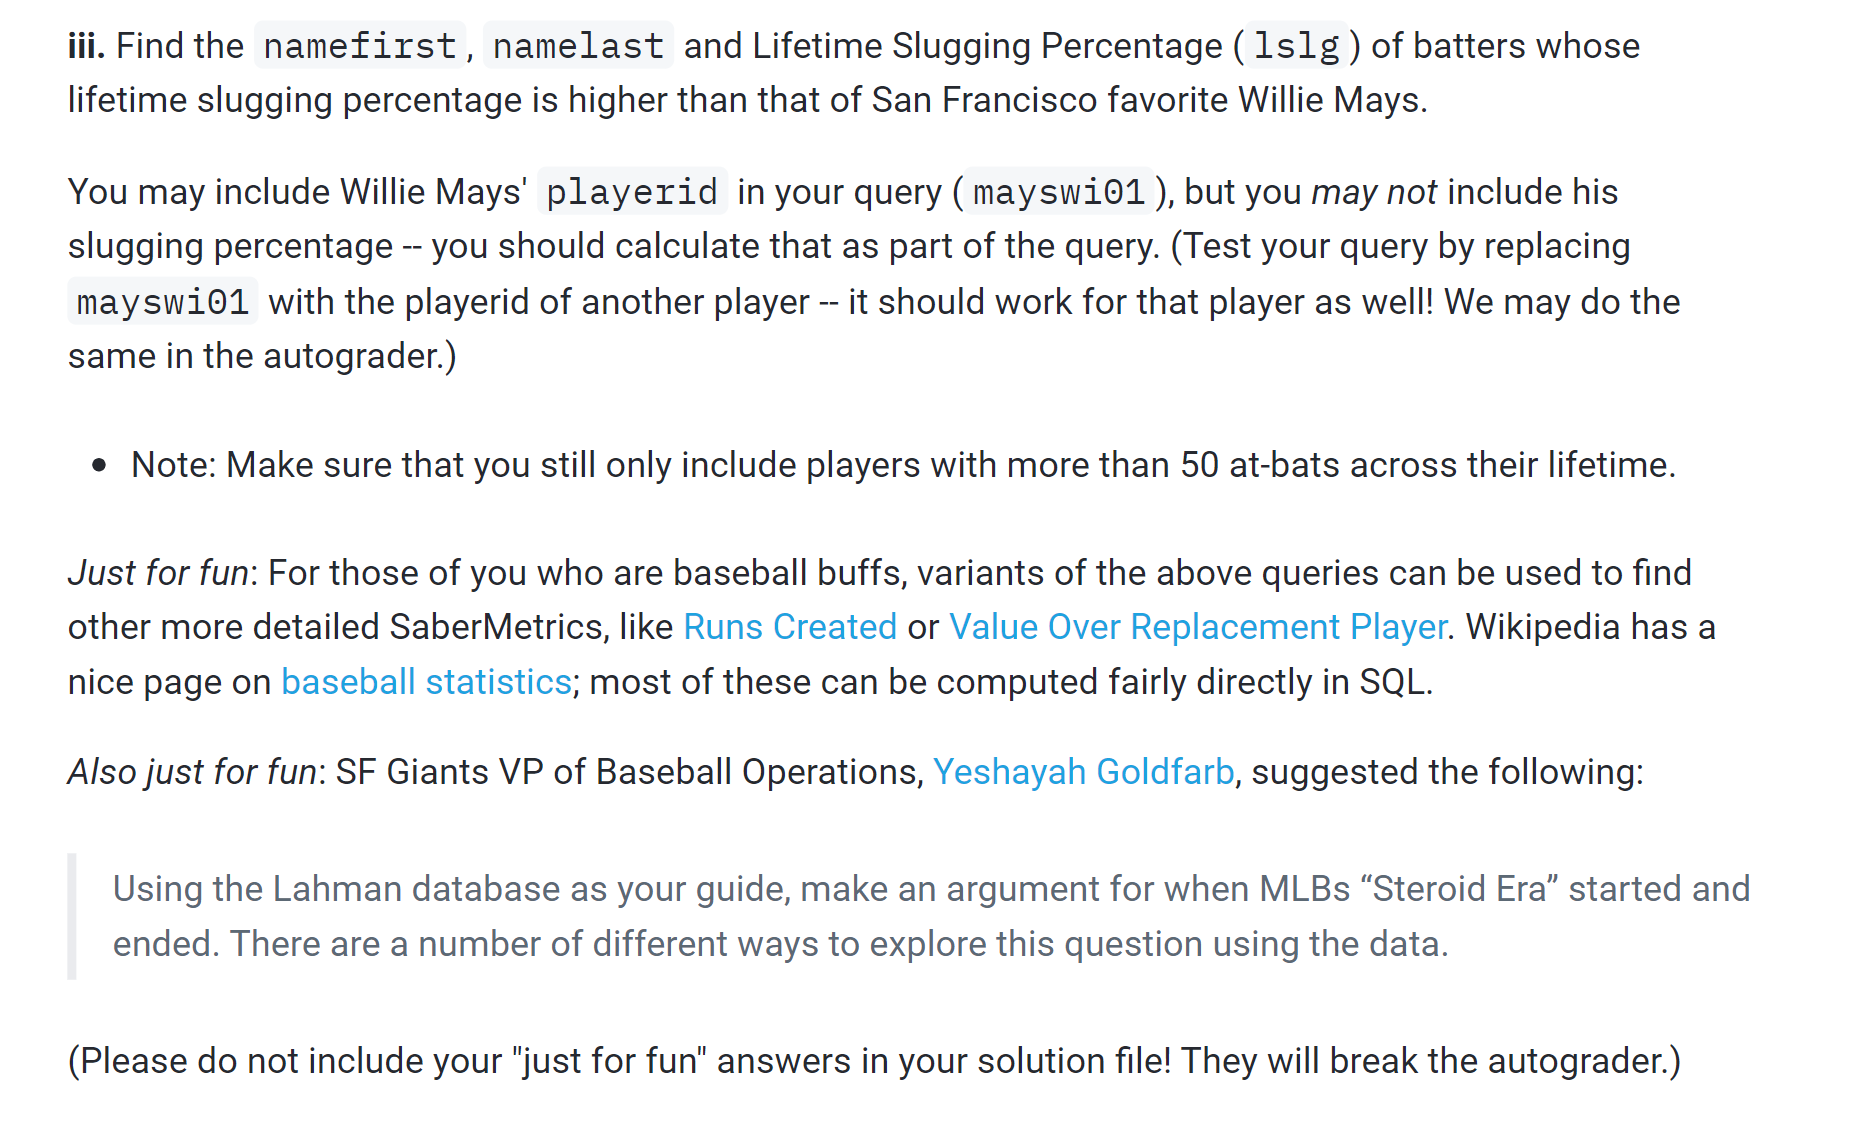 iii. Find the namefirst, namelast and Lifetime Slugging Percentage (lslg) of batters whose
lifetime slugging percentage is higher than that of San Francisco favorite Willie Mays.
You may include Willie Mays' playerid in your query (mayswi01), but you may not include his
slugging percentage -- you should calculate that as part of the query. (Test your query by replacing
mayswi01 with the playerid of another player -- it should work for that player as well! We may do the
same in the autograder.)
• Note: Make sure that you still only include players with more than 50 at-bats across their lifetime.
Just for fun: For those of you who are baseball buffs, variants of the above queries can be used to find
other more detailed SaberMetrics, like Runs Created or Value Over Replacement Player. Wikipedia has a
nice page on baseball statistics; most of these can be computed fairly directly in SQL.
Also just for fun: SF Giants VP of Baseball Operations, Yeshayah Goldfarb, suggested the following:
Using the Lahman database as your guide, make an argument for when MLBs “Steroid Era” started and
ended. There are a number of different ways to explore this question using the data.
(Please do not include your "just for fun" answers in your solution file! They will break the autograder.)